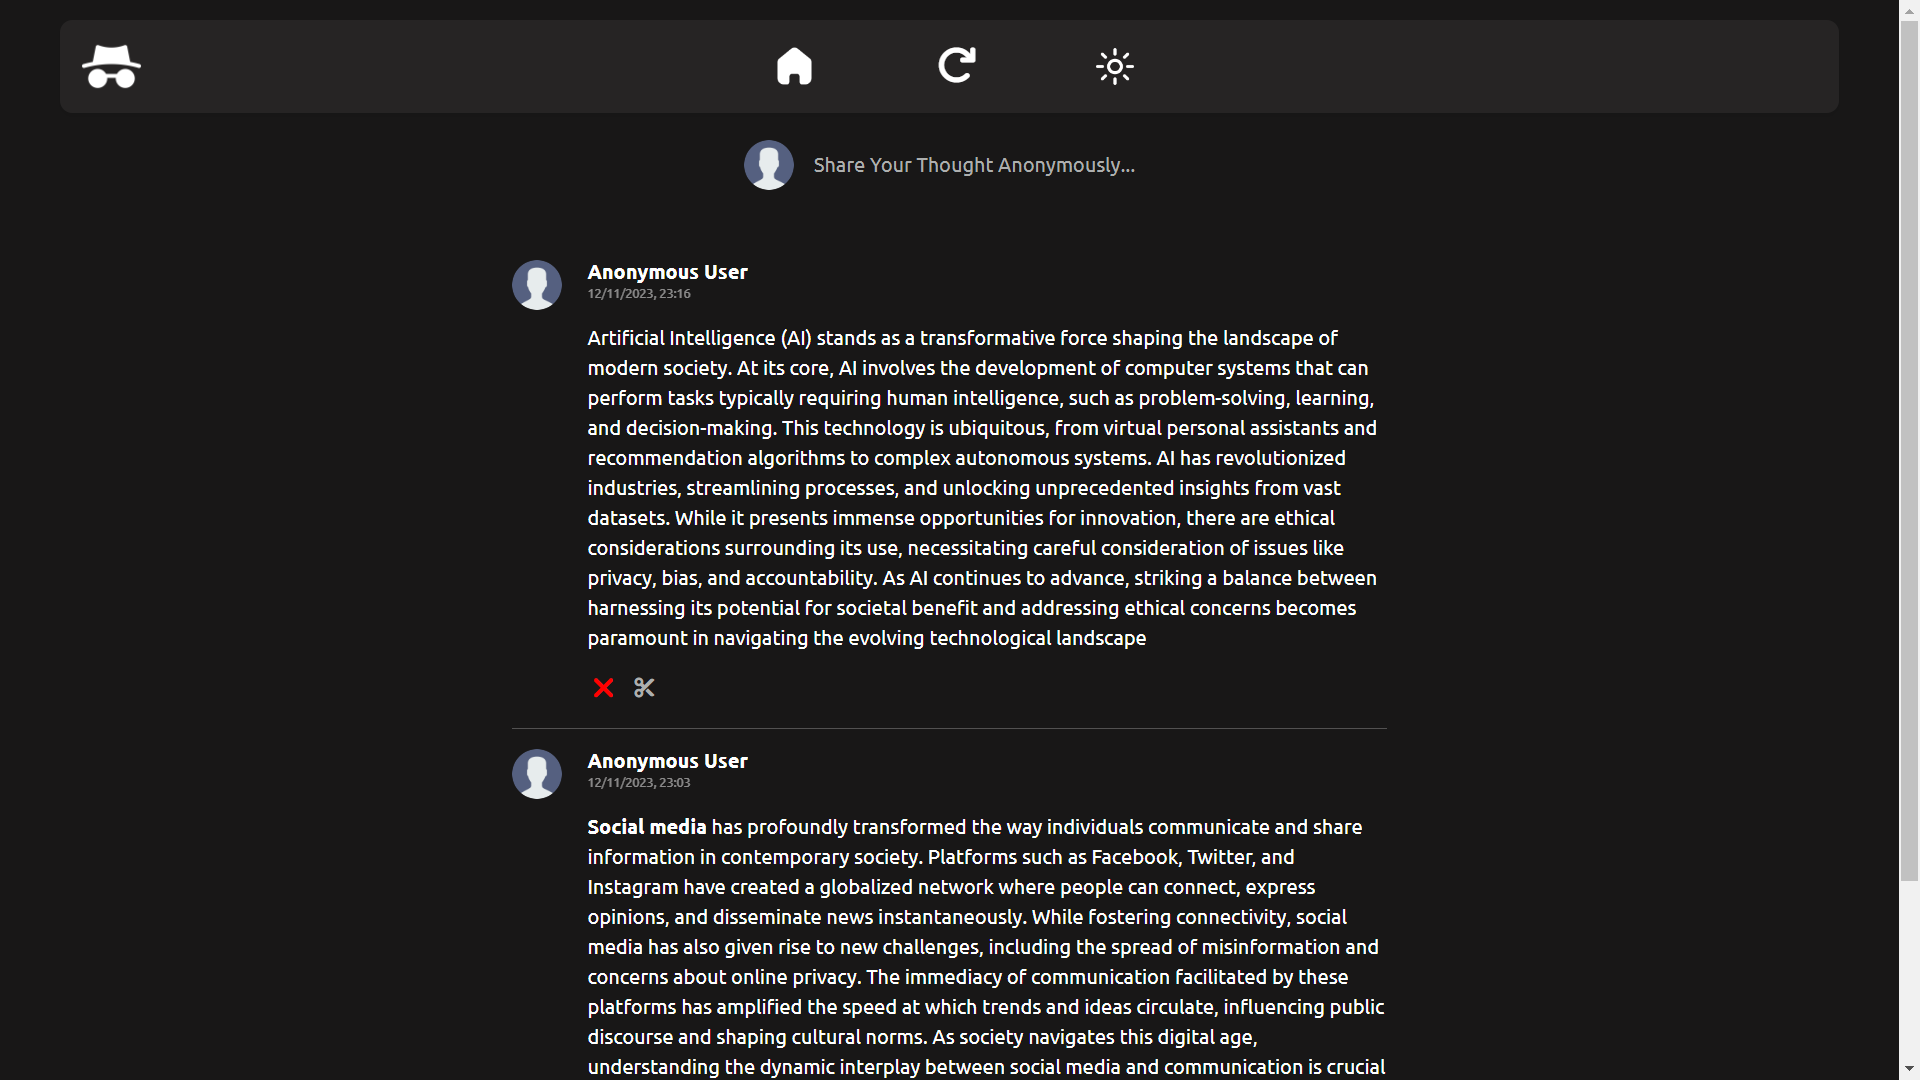 Share Your Thought Anonymously...
Anonymous User
12/11/2023, 23:16
Artificial Intelligence (AI) stands as a transformative force shaping the landscape of
modern society. At its core, AI involves the development of computer systems that can
perform tasks typically requiring human intelligence, such as problem-solving, learning,
and decision-making. This technology is ubiquitous, from virtual personal assistants and
recommendation algorithms to complex autonomous systems. AI has revolutionized
industries, streamlining processes, and unlocking unprecedented insights from vast
datasets. While it presents immense opportunities for innovation, there are ethical
considerations surrounding its use, necessitating careful consideration of issues like
privacy, bias, and accountability. As AI continues to advance, striking a balance between
harnessing its potential for societal benefit and addressing ethical concerns becomes
paramount in navigating the evolving technological landscape
Anonymous User
12/11/2023, 23:03
Social media has profoundly transformed the way individuals communicate and share
information in contemporary society. Platforms such as Facebook, Twitter, and
Instagram have created a globalized network where people can connect, express
opinions, and disseminate news instantaneously. While fostering connectivity, social
media has also given rise to new challenges, including the spread of misinformation and
concerns about online privacy. The immediacy of communication facilitated by these
platforms has amplified the speed at which trends and ideas circulate, influencing public
discourse and shaping cultural norms. As society navigates this digital age,
understanding the dynamic interplay between social media and communication is crucial